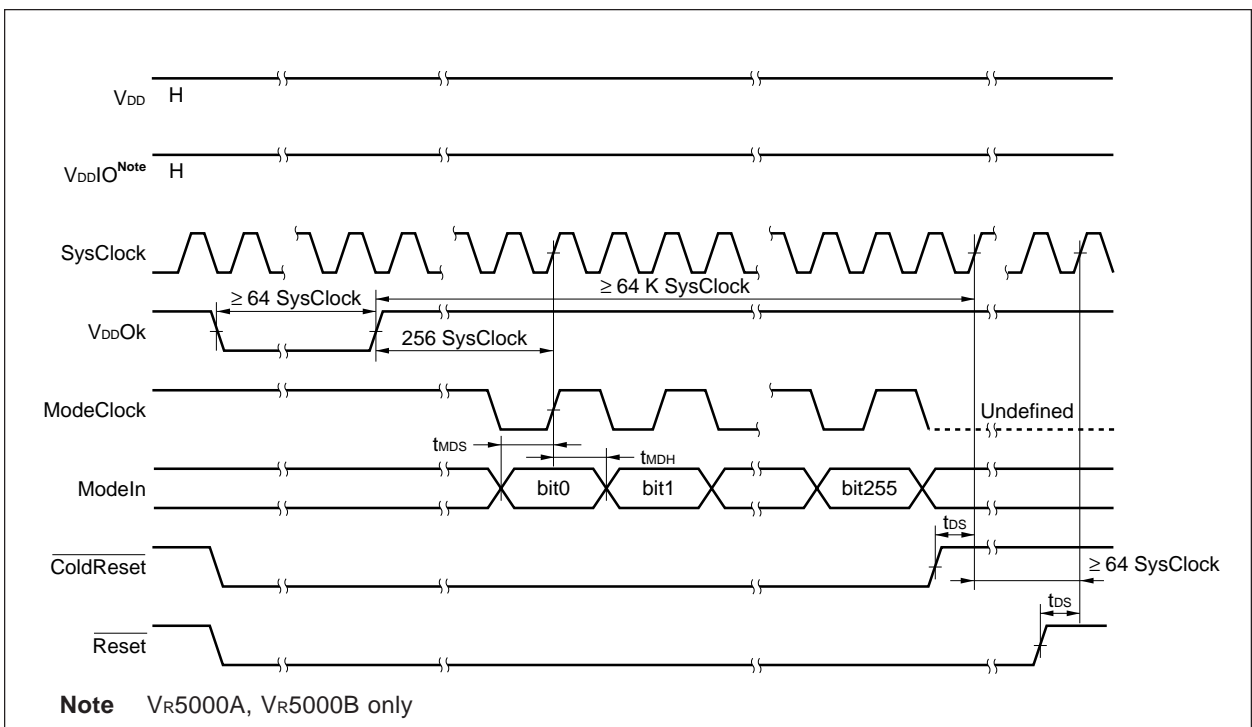 VDD H
VDDIONote H
SysClock
≥ 64 K SysClock
≥ 64 SysClock
VDDOk
256 SysClock
ModeClock
Undefined
tMDS
tMDH
ModeIn bit0 bit1 bit255
tDS
ColdReset
≥ 64 SysClock
tDS
Reset
Note VR5000A, VR5000B only